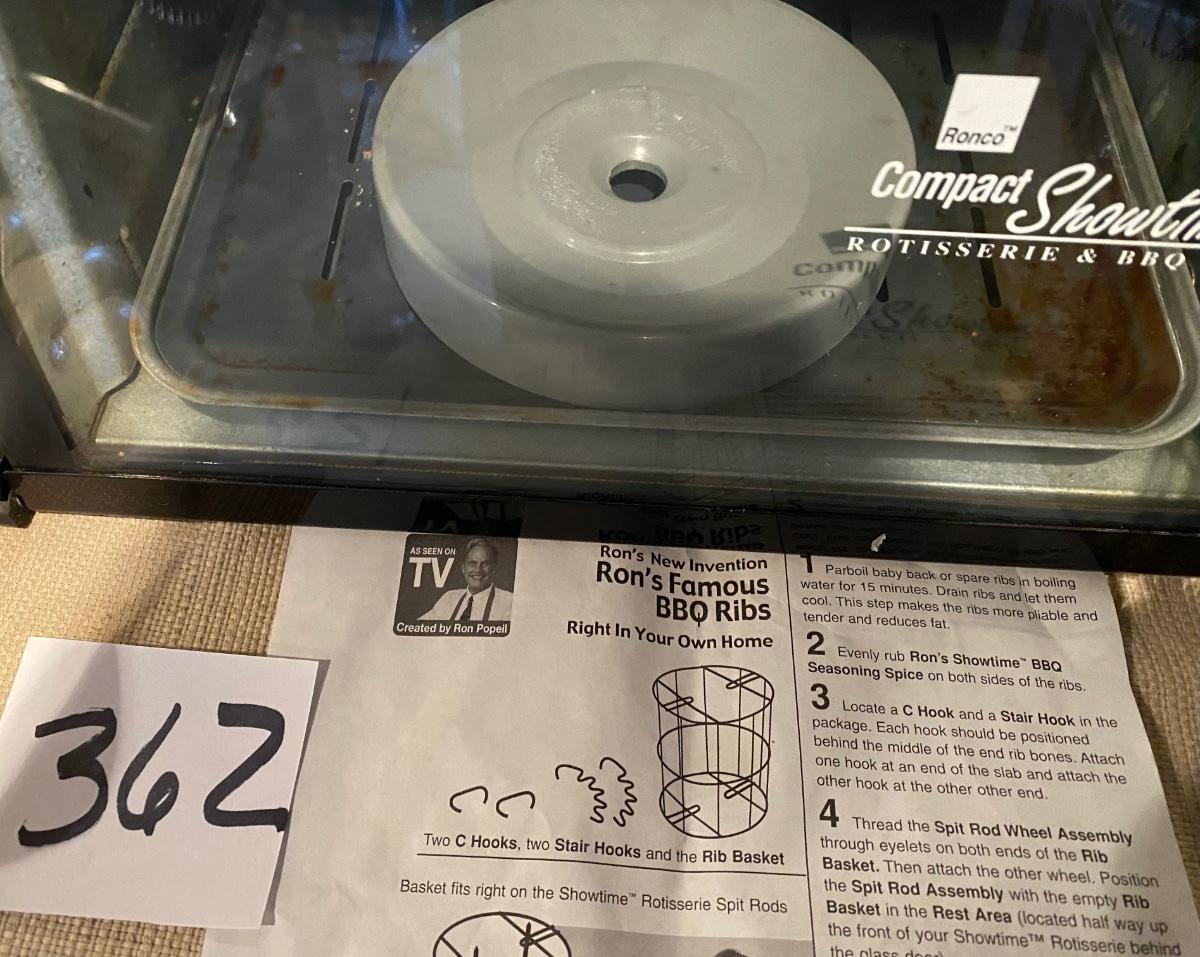 Ronco™
Compact
ROTISSERIE & BBQ
AS SEEN ON
TV
Created by Ron Popeil
Ron's New Invention
Ron's Famous
BBQ Ribs
Right In Your Own Home
Two C Hooks, two Stair Hooks and the Rib Basket
Basket fits right on the Showtime™ Rotisserie Spit Rods
1 Parboil baby back or spare ribs in boiling
water for 15 minutes. Drain ribs and let them
cool. This step makes the ribs more pliable and
tender and reduces fat.
2 Evenly rub Ron's Showtime™ BBQ
Seasoning Spice on both sides of the ribs.
3 Locate a C Hook and a Stair Hook in the
package. Each hook should be positioned
behind the middle of the end rib bones. Attach
one hook at an end of the slab and attach the
other hook at the other other end.
4 Thread the Spit Rod Wheel Assembly
through eyelets on both ends of the Rib
Basket. Then attach the other wheel. Position
the Spit Rod Assembly with the empty Rib
Basket in the Rest Area (located half way up
the front of your Showtime™ Rotisserie behind
the glass door)
362